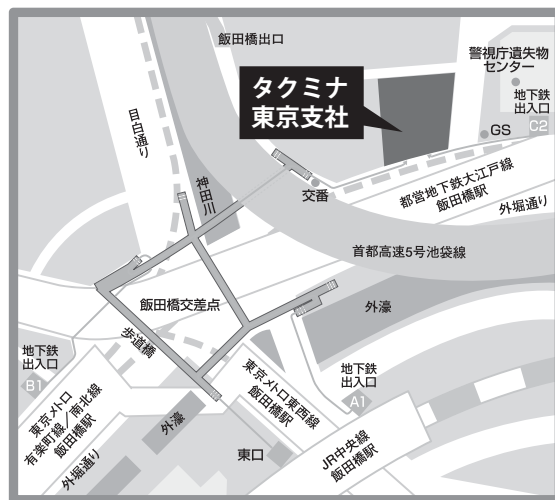 飯田橋出口
警視庁遺失物
センター
地下鉄
出入口
C2
タクミナ
東京支社
GS
目白通り
神田川
交番
都営地下鉄大江戸線
飯田橋駅
外堀通り
首都高速5号池袋線
飯田橋交差点
外濠
歩道橋
地下鉄
出入口
B1
東京メトロ
有楽町線／南北線
飯田橋駅
外堀通り
外濠
東京メトロ東西線
飯田橋駅
東口
地下鉄
出入口
A1
JR中央線
飯田橋駅